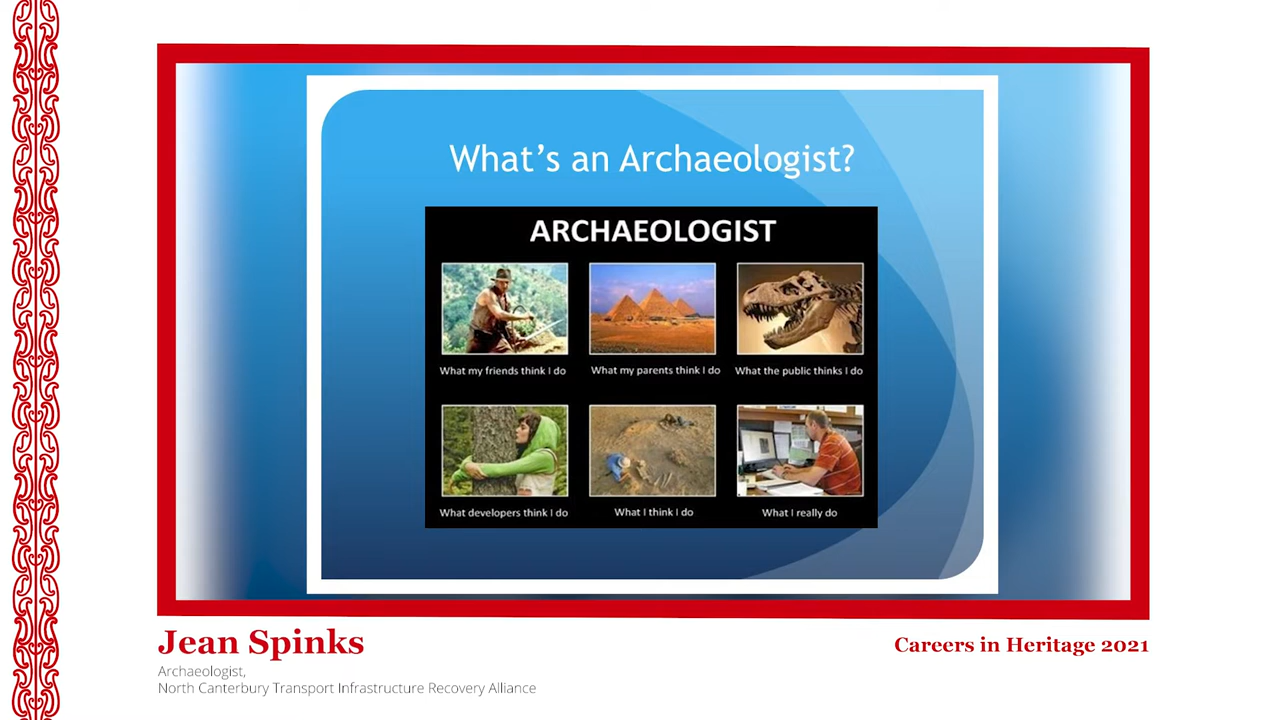 What's an Archaeologist?
ARCHAEOLOGIST
What my friends think I do
What my parents think I do
What the public thinks I do
What developers think I do
What I think I do
What I really do
Jean Spinks
Careers in Heritage 2021
Archaeologist,
North Canterbury Transport Infrastructure Recovery Alliance